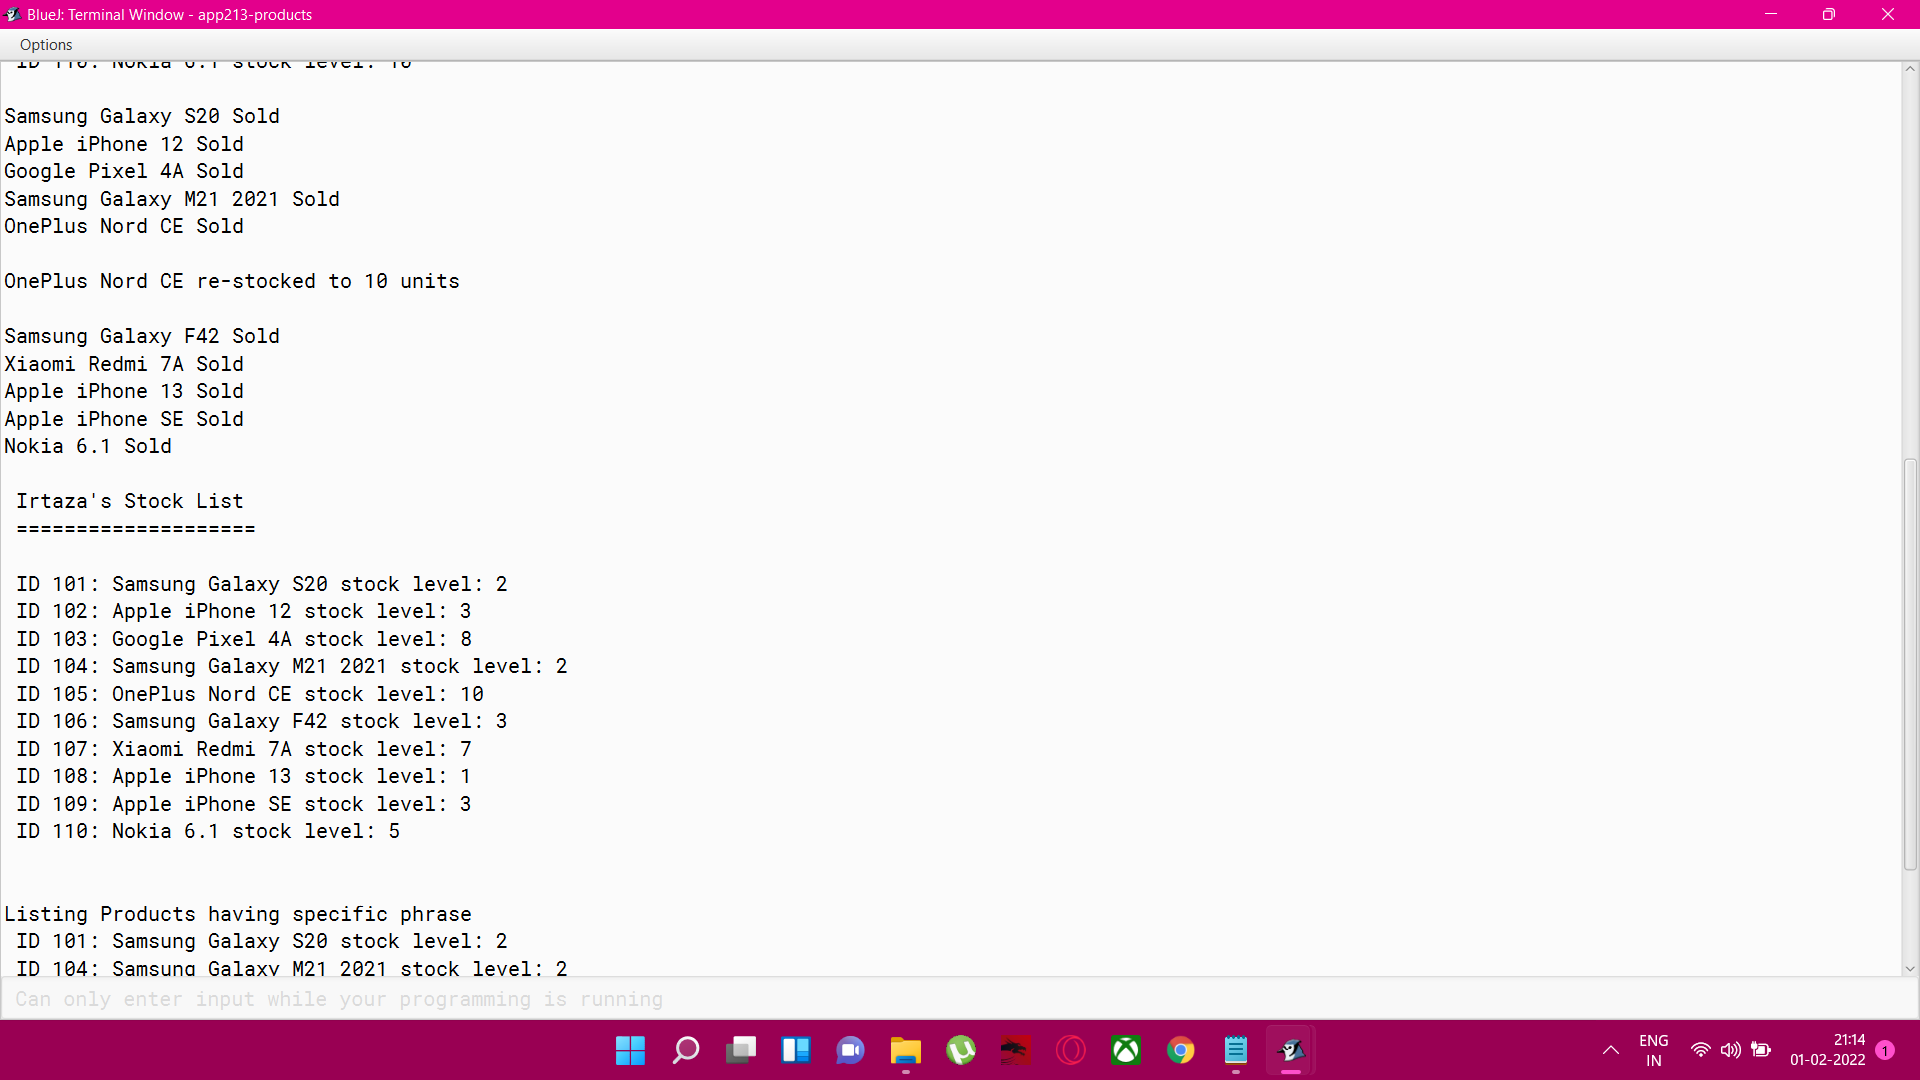 BlueJ: Terminal Window - app213-products
Options
ID 110: Nokia 6.1 stock level: 10
Samsung Galaxy S20 Sold
Apple iPhone 12 Sold
Google Pixel 4A Sold
Samsung Galaxy M21 2021 Sold
OnePlus Nord CE Sold
OnePlus Nord CE re-stocked to 10 units
Samsung Galaxy F42 Sold
Xiaomi Redmi 7A Sold
Apple iPhone 13 Sold
Apple iPhone SE Sold
Nokia 6.1 Sold
Irtaza's Stock List
====================
ID 101: Samsung Galaxy S20 stock level: 2
ID 102: Apple iPhone 12 stock level: 3
ID 103: Google Pixel 4A stock level: 8
ID 104: Samsung Galaxy M21 2021 stock level: 2
ID 105: OnePlus Nord CE stock level: 10
ID 106: Samsung Galaxy F42 stock level: 3
ID 107: Xiaomi Redmi 7A stock level: 7
ID 108: Apple iPhone 13 stock level: 1
ID 109: Apple iPhone SE stock level: 3
ID 110: Nokia 6.1 stock level: 5
Listing Products having specific phrase
ID 101: Samsung Galaxy S20 stock level: 2
ID 104: Samsung Galaxy M21 2021 stock level: 2
Can only enter input while your programming is running
ENG
IN
21:14
01-02-2022
1